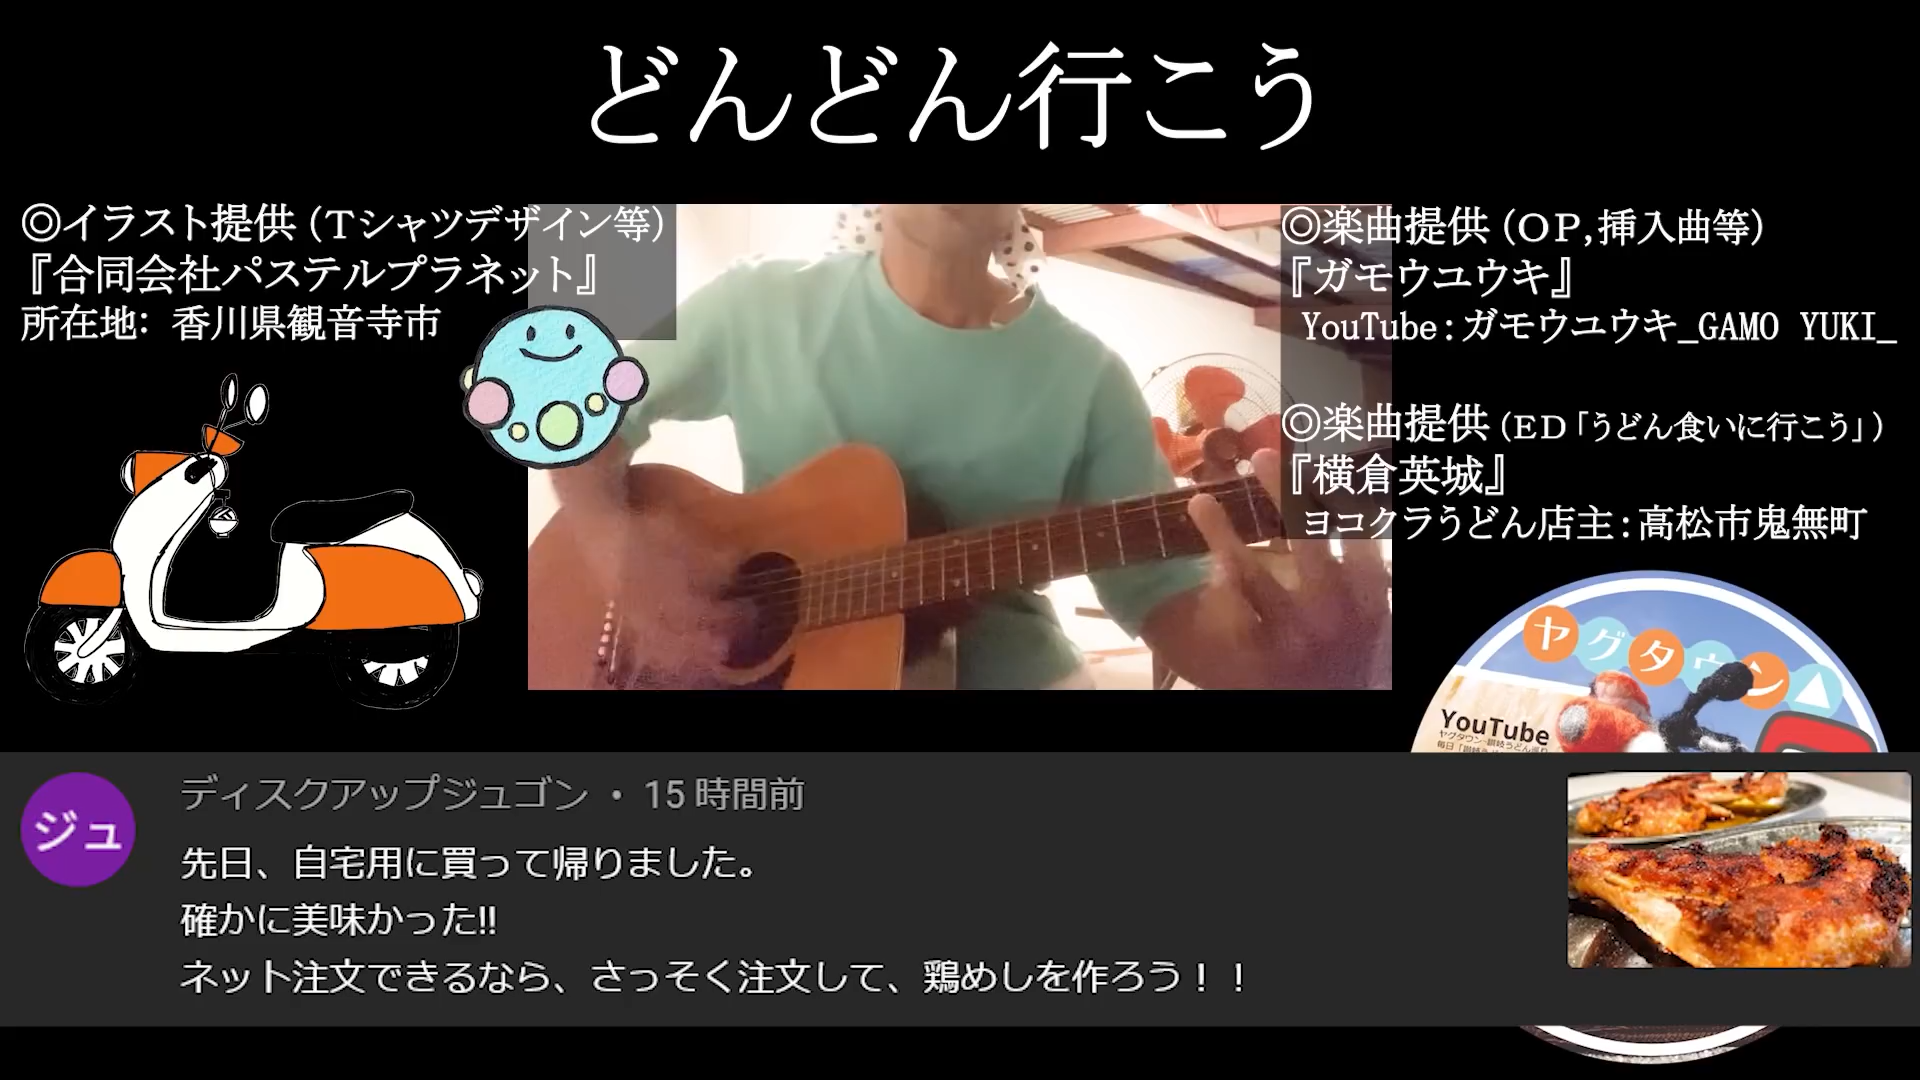 どんどん行こう
◎イラスト提供（Ｔシャツデザイン等）
『合同会社パステルプラネット』
所在地: 香川県観音寺市
◎楽曲提供（ＯＰ,挿入曲等）
『ガモウユウキ』
YouTube:ガモウユウキ_GAMO YUKI_
◎楽曲提供（ＥＤ「うどん食いに行こう」）
『横倉英城』
ヨコクラうどん店主:高松市鬼無町
ヤグタウン
YouTube
ジュ
ディスクアップジュゴン・15 時間前
先日、自宅用に買って帰りました。
確かに美味かった!!
ネット注文できるなら、さっそく注文して、鶏めしを作ろう！！